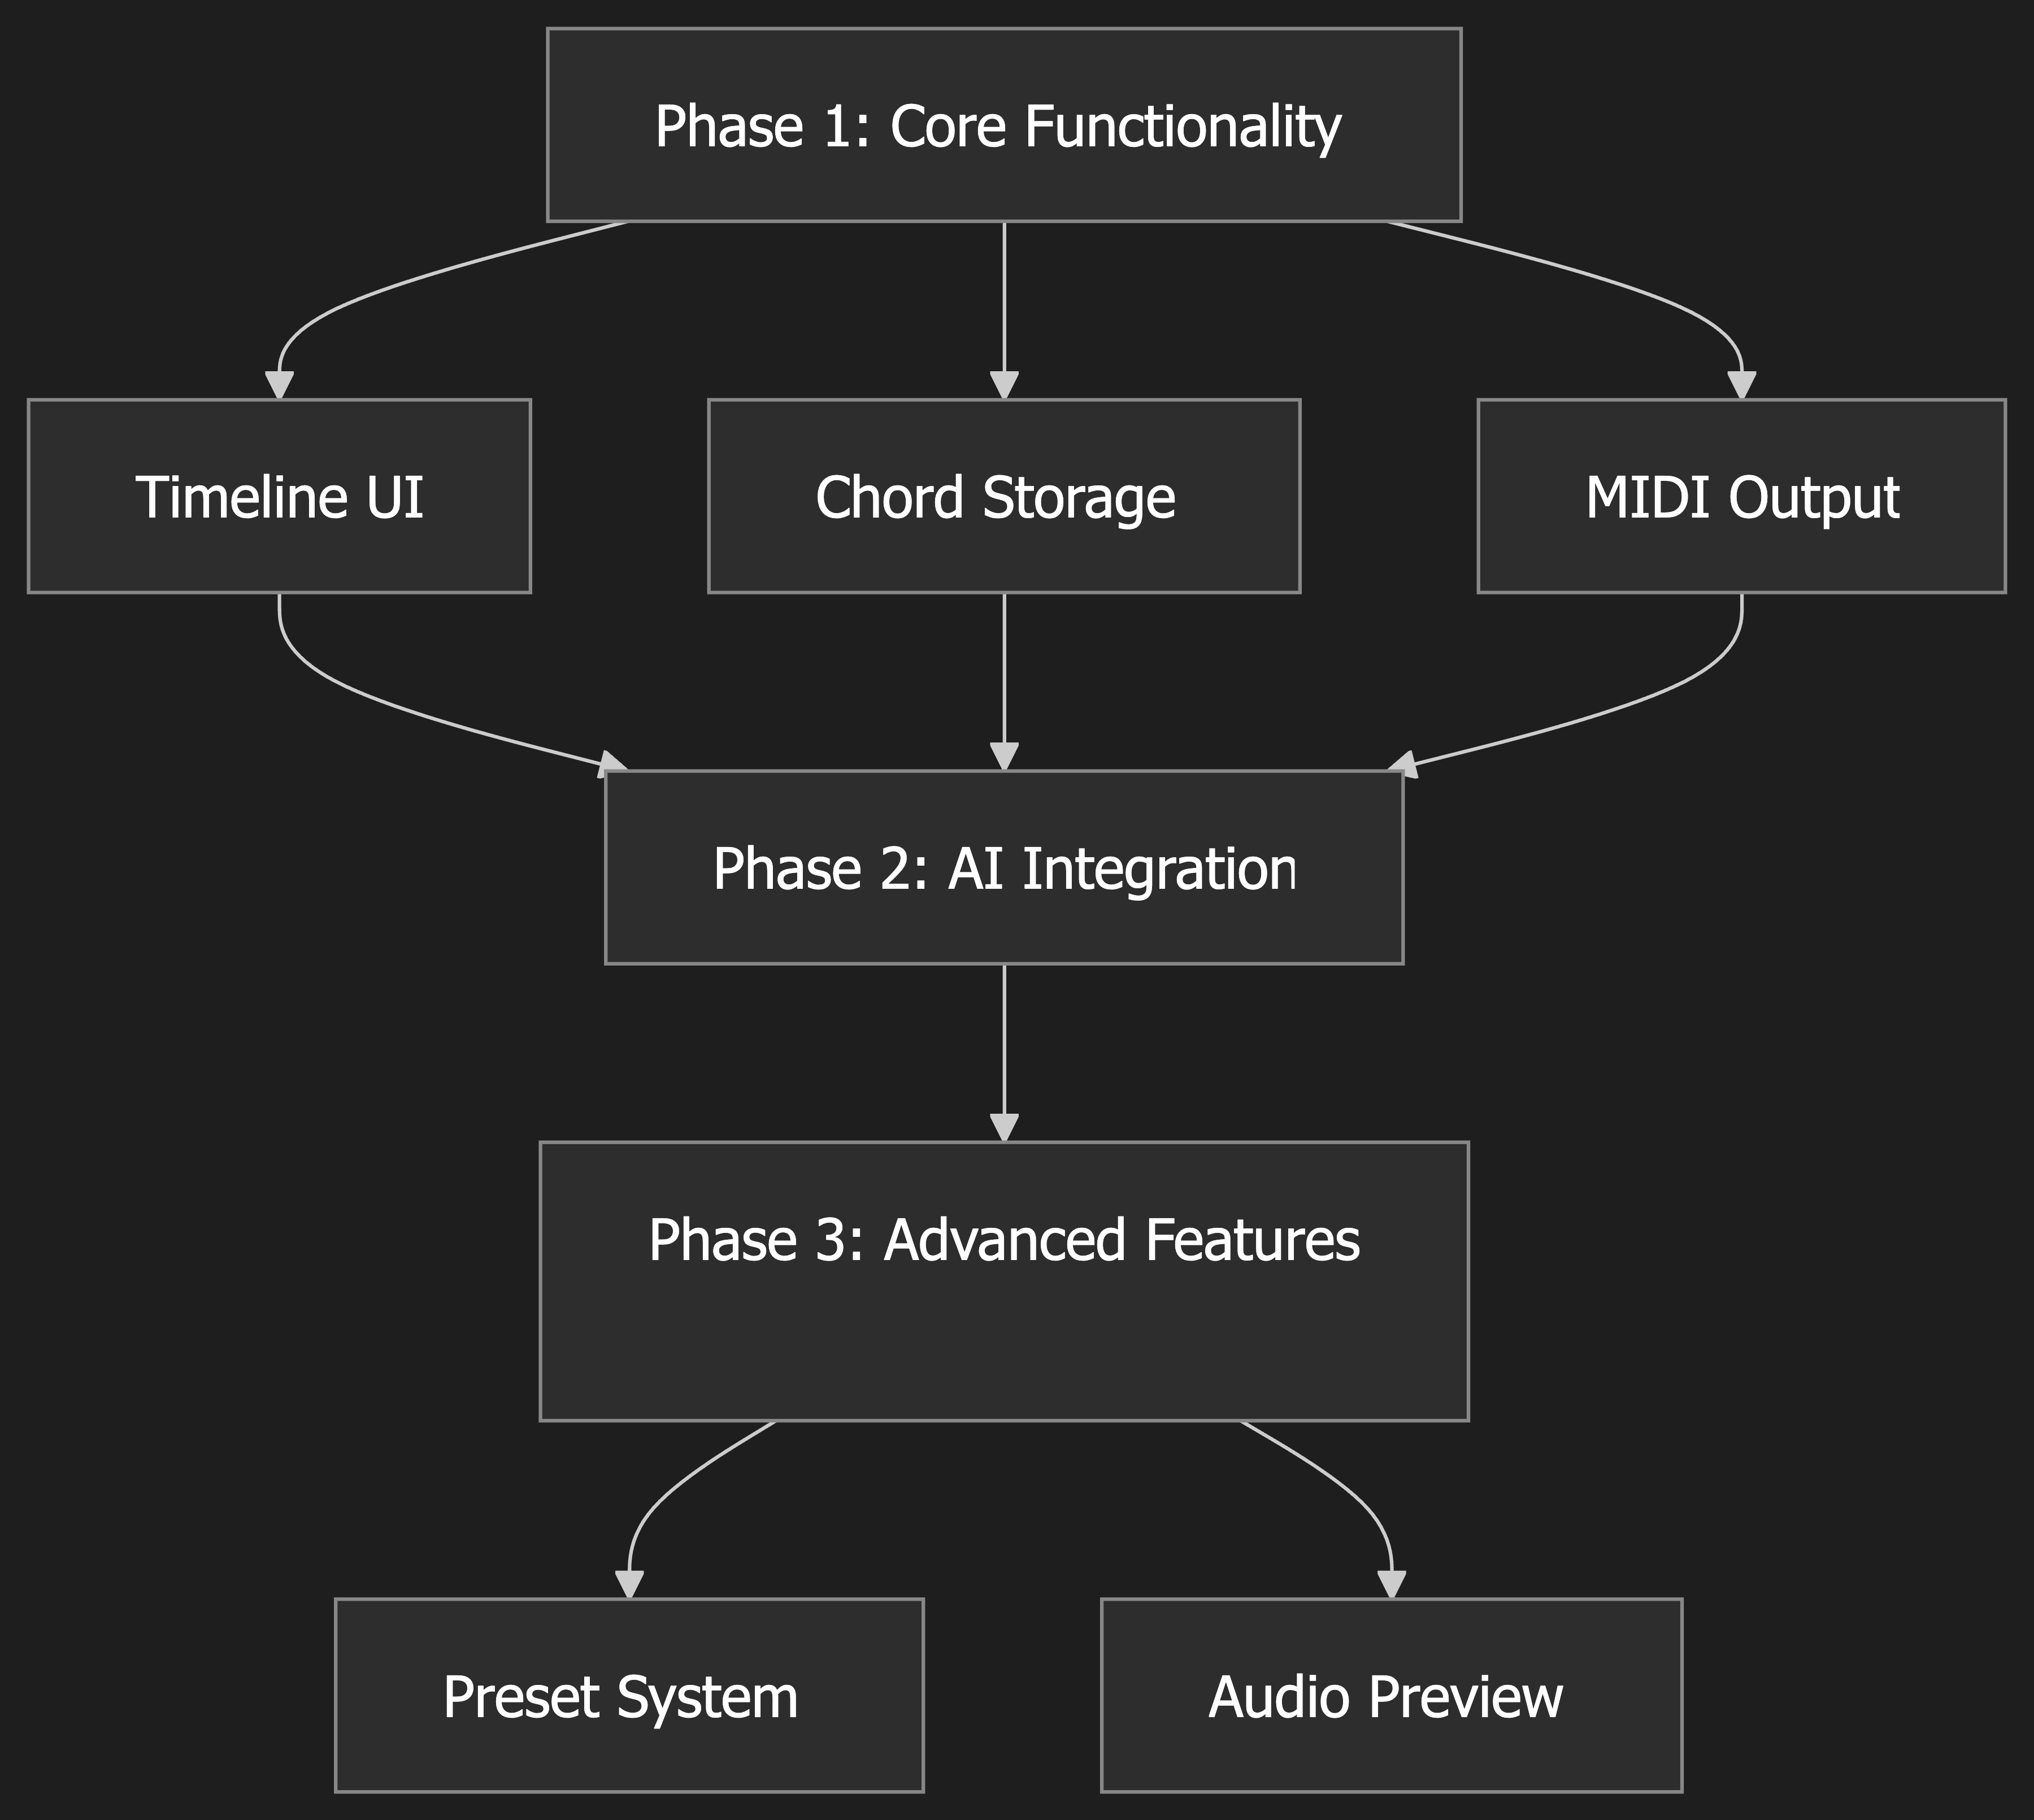 Phase 1: Core Functionality
Timeline UI
Chord Storage
MIDI Output
Phase 2: AI Integration
Phase 3: Advanced Features
Preset System
Audio Preview